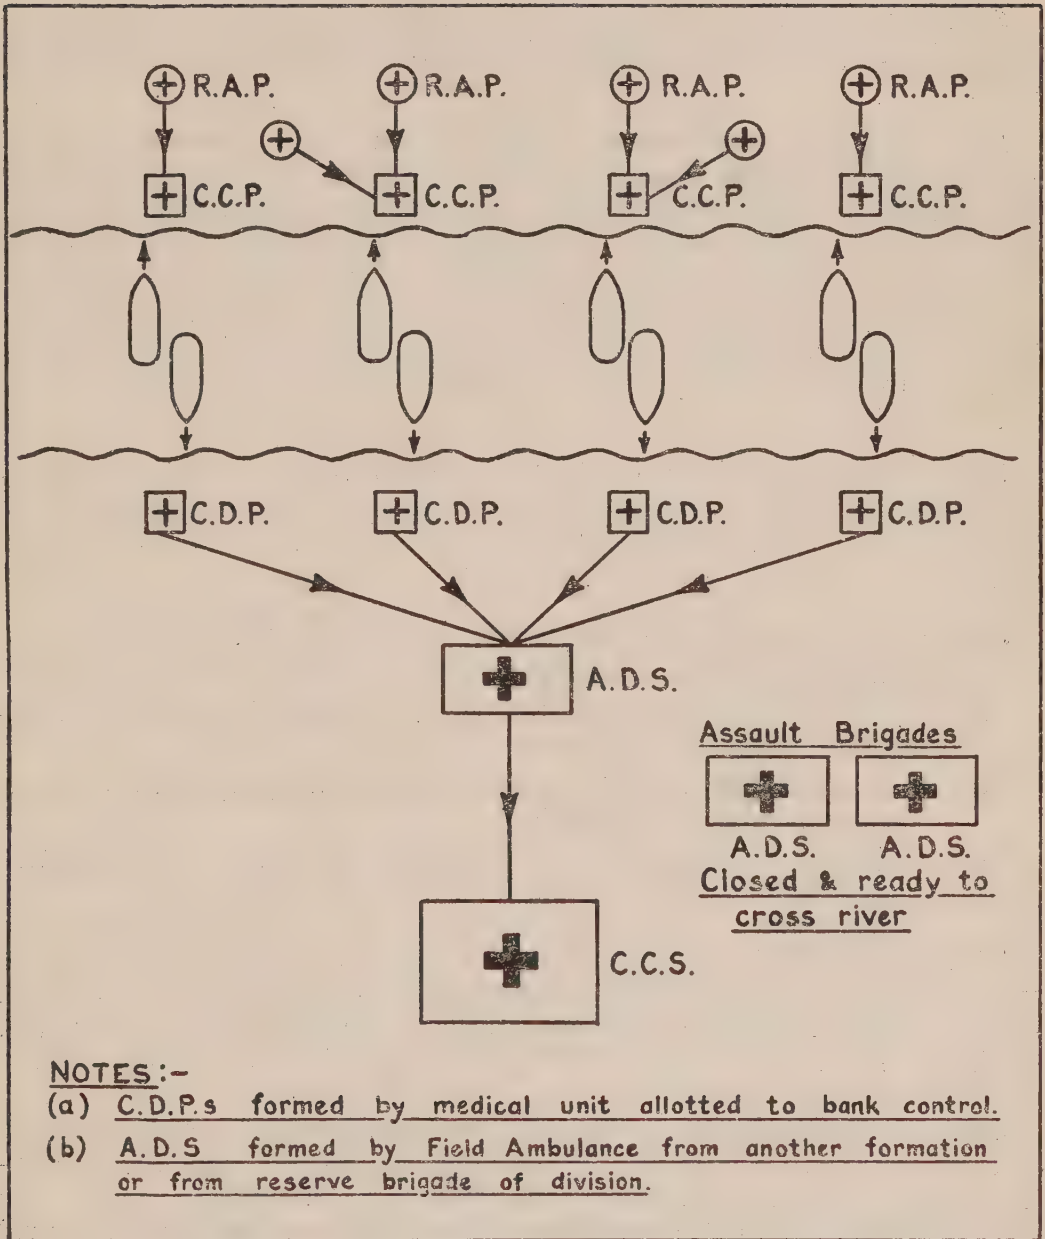 R.A.P. R.A.P. R.A.P. R.A.P.
C.C.P. C.C.P. C.C.P. C.C.P.
C.D.P. C.D.P. C.D.P. C.D.P.
A.D.S.
Assault Brigades
A.D.S. A.D.S.
Closed & ready to
cross river
C.C.S.
NOTES:-
(a) C.D.P.s formed by medical unit allotted to bank control.
(b) A.D.S formed by Field Ambulance from another formation
or from reserve brigade of division.